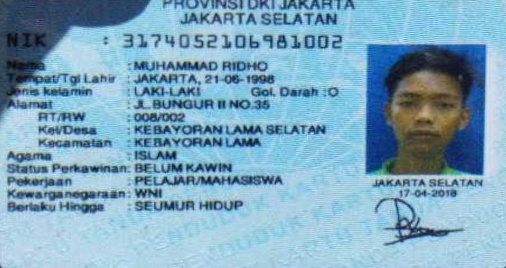 PROVINSI DKI JAKARTA
JAKARTA SELATAN
NIK : 3174052106981002
Nama : MUHAMMAD RIDHO
Tempat/Tgl Lahir : JAKARTA, 21-06-1998
Jenis kelamin : LAKI-LAKI Gol. Darah :O
Alamat : JL.BUNGUR II NO.35
RT/RW : 008/002
Kel/Desa : KEBAYORAN LAMA SELATAN
Kecamatan : KEBAYORAN LAMA
Agama : ISLAM
Status Perkawinan: BELUM KAWIN
Pekerjaan : PELAJAR/MAHASISWA
Kewarganegaraan: WNI
Berlaku Hingga : SEUMUR HIDUP
JAKARTA SELATAN
17-04-2018